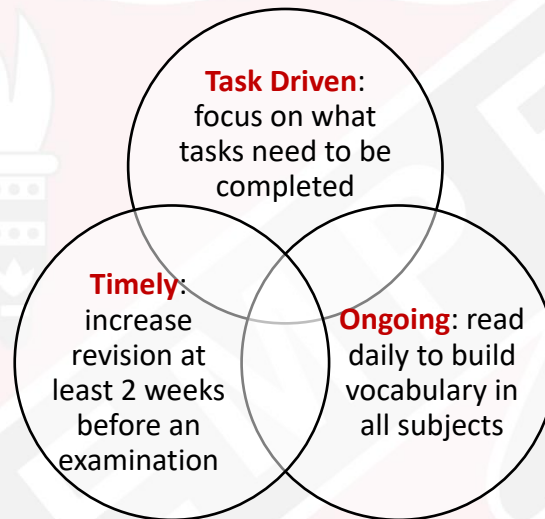 Task Driven:
focus on what
tasks need to be
completed
Timely:
increase
revision at
least 2 weeks
before an
examination
Ongoing: read
daily to build
vocabulary in
all subjects